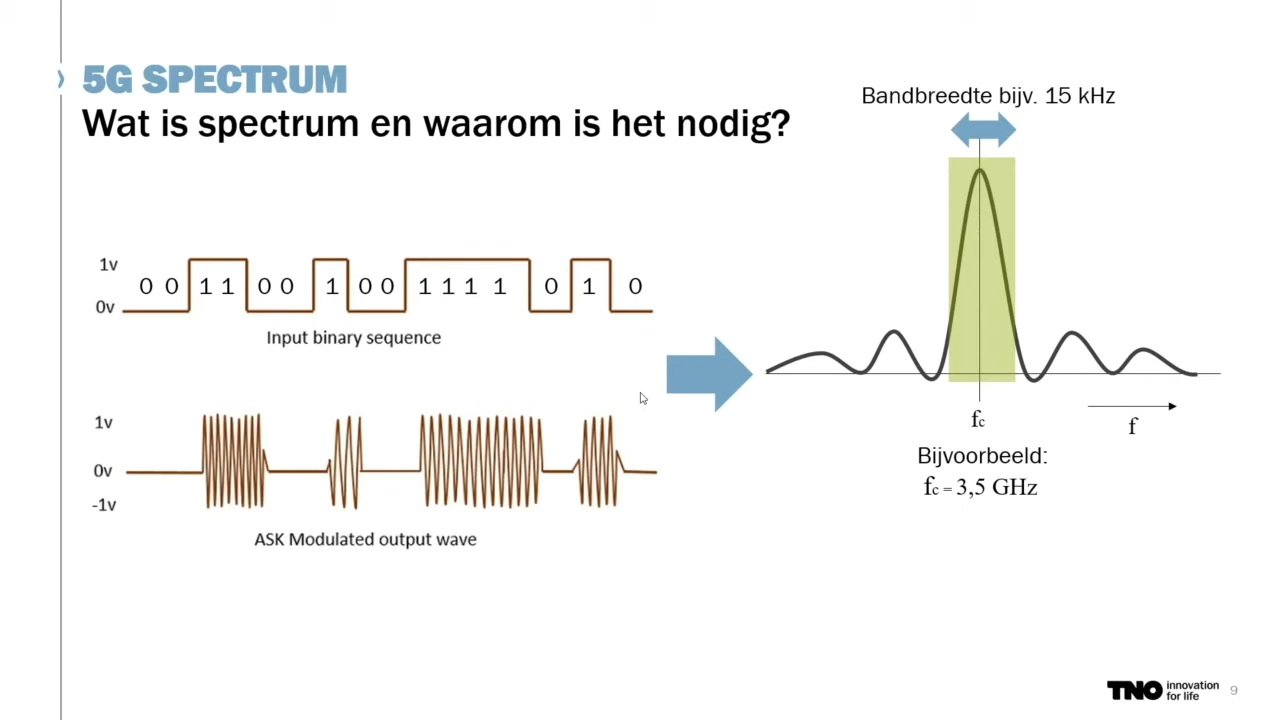 5G SPECTRUM
Wat is spectrum en waarom is het nodig?
Bandbreedte bijv. 15 kHz
1v
0 0 1 1 0 0 1 0 0 1 1 1 1 0 1 0
0v
Input binary sequence
1v
0v
-1v
ASK Modulated output wave
fc
f
Bijvoorbeeld:
fc = 3,5 GHz
TNO innovation
for life
9